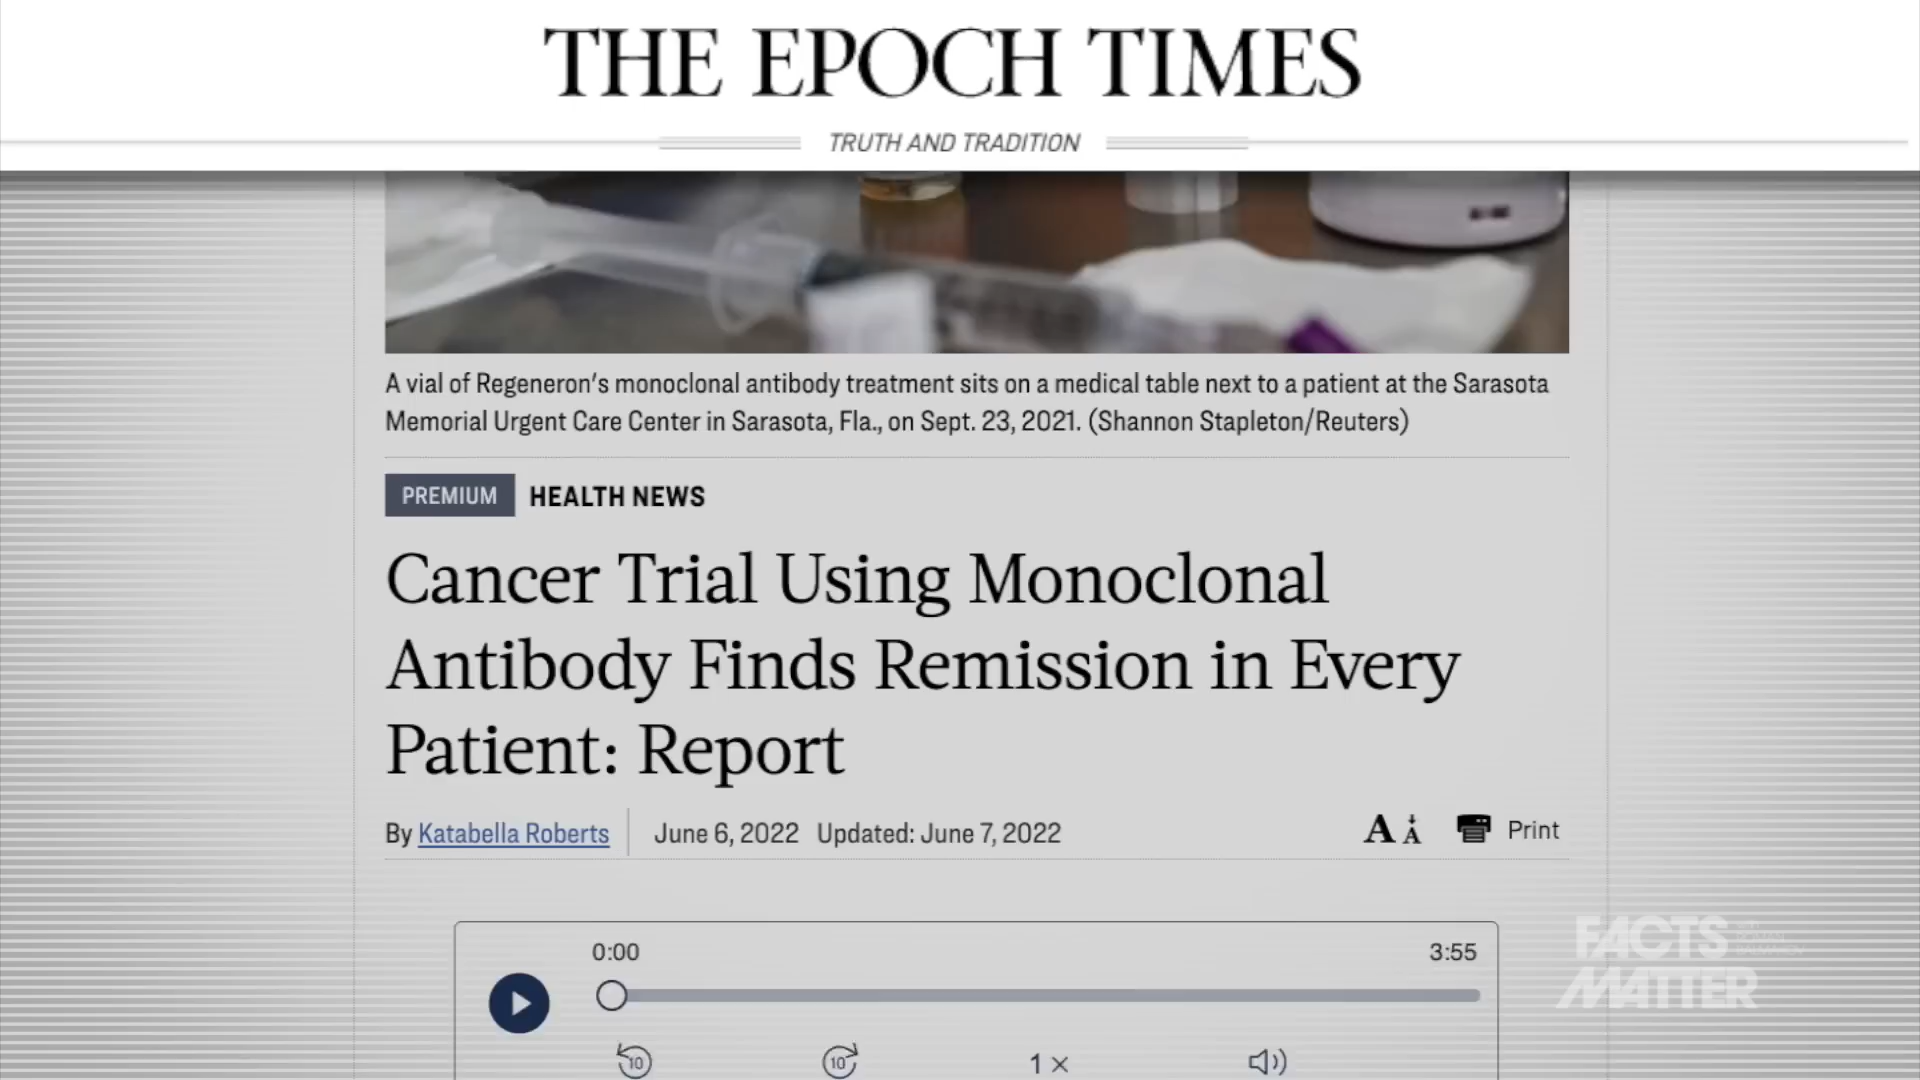 THE EPOCH TIMES
TRUTH AND TRADITION
A vial of Regeneron's monoclonal antibody treatment sits on a medical table next to a patient at the Sarasota
Memorial Urgent Care Center in Sarasota, Fla., on Sept. 23, 2021. (Shannon Stapleton/Reuters)
PREMIUM HEALTH NEWS
Cancer Trial Using Monoclonal
Antibody Finds Remission in Every
Patient: Report
By Katabella Roberts June 6, 2022 Updated: June 7, 2022 A A Print
0:00 3:55
10 10 1 ×
FACTS
MATTER